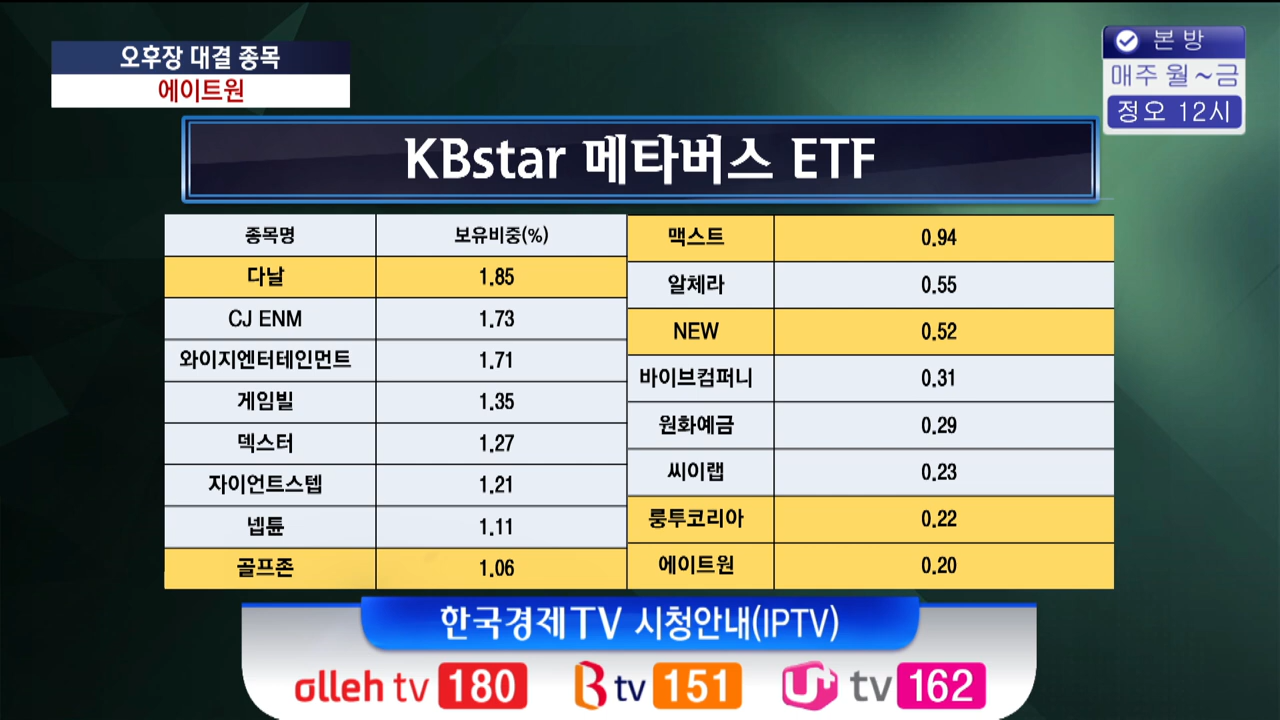 오후장 대결 종목
에이트원
본 방
매주 월~금
정오 12시
KBstar 메타버스 ETF
종목명 보유비중(%)
다날 1.85
CJ ENM 1.73
와이지엔터테인먼트 1.71
게임빌 1.35
덱스터 1.27
자이언트스텝 1.21
넵튠 1.11
골프존 1.06
맥스트 0.94
알체라 0.55
NEW 0.52
바이브컴퍼니 0.31
원화예금 0.29
씨이랩 0.23
룽투코리아 0.22
에이트원 0.20
한국경제TV 시청안내(IPTV)
olleh tv 180 B tv 151 U+ tv 162